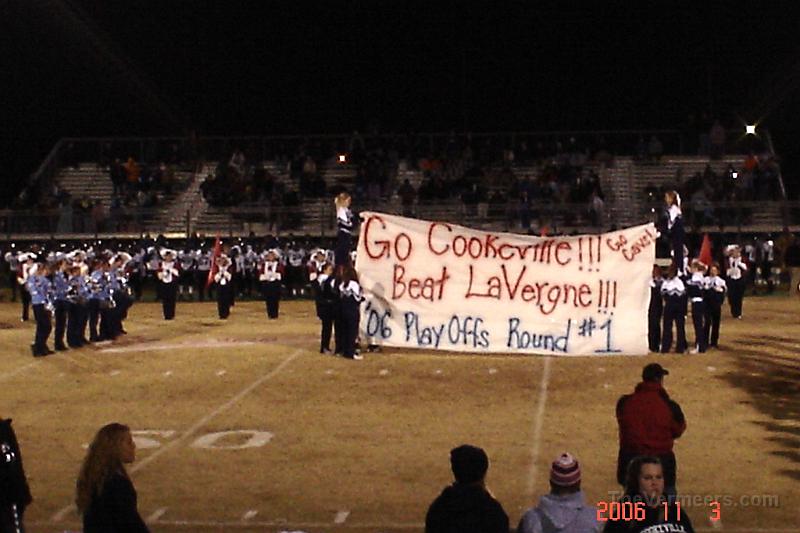 Go Cookeville!!! Go Cavs!
Beat LaVergne!!!
'06 Play Offs Round #1
50
TheVermeers.com
2006 11 3